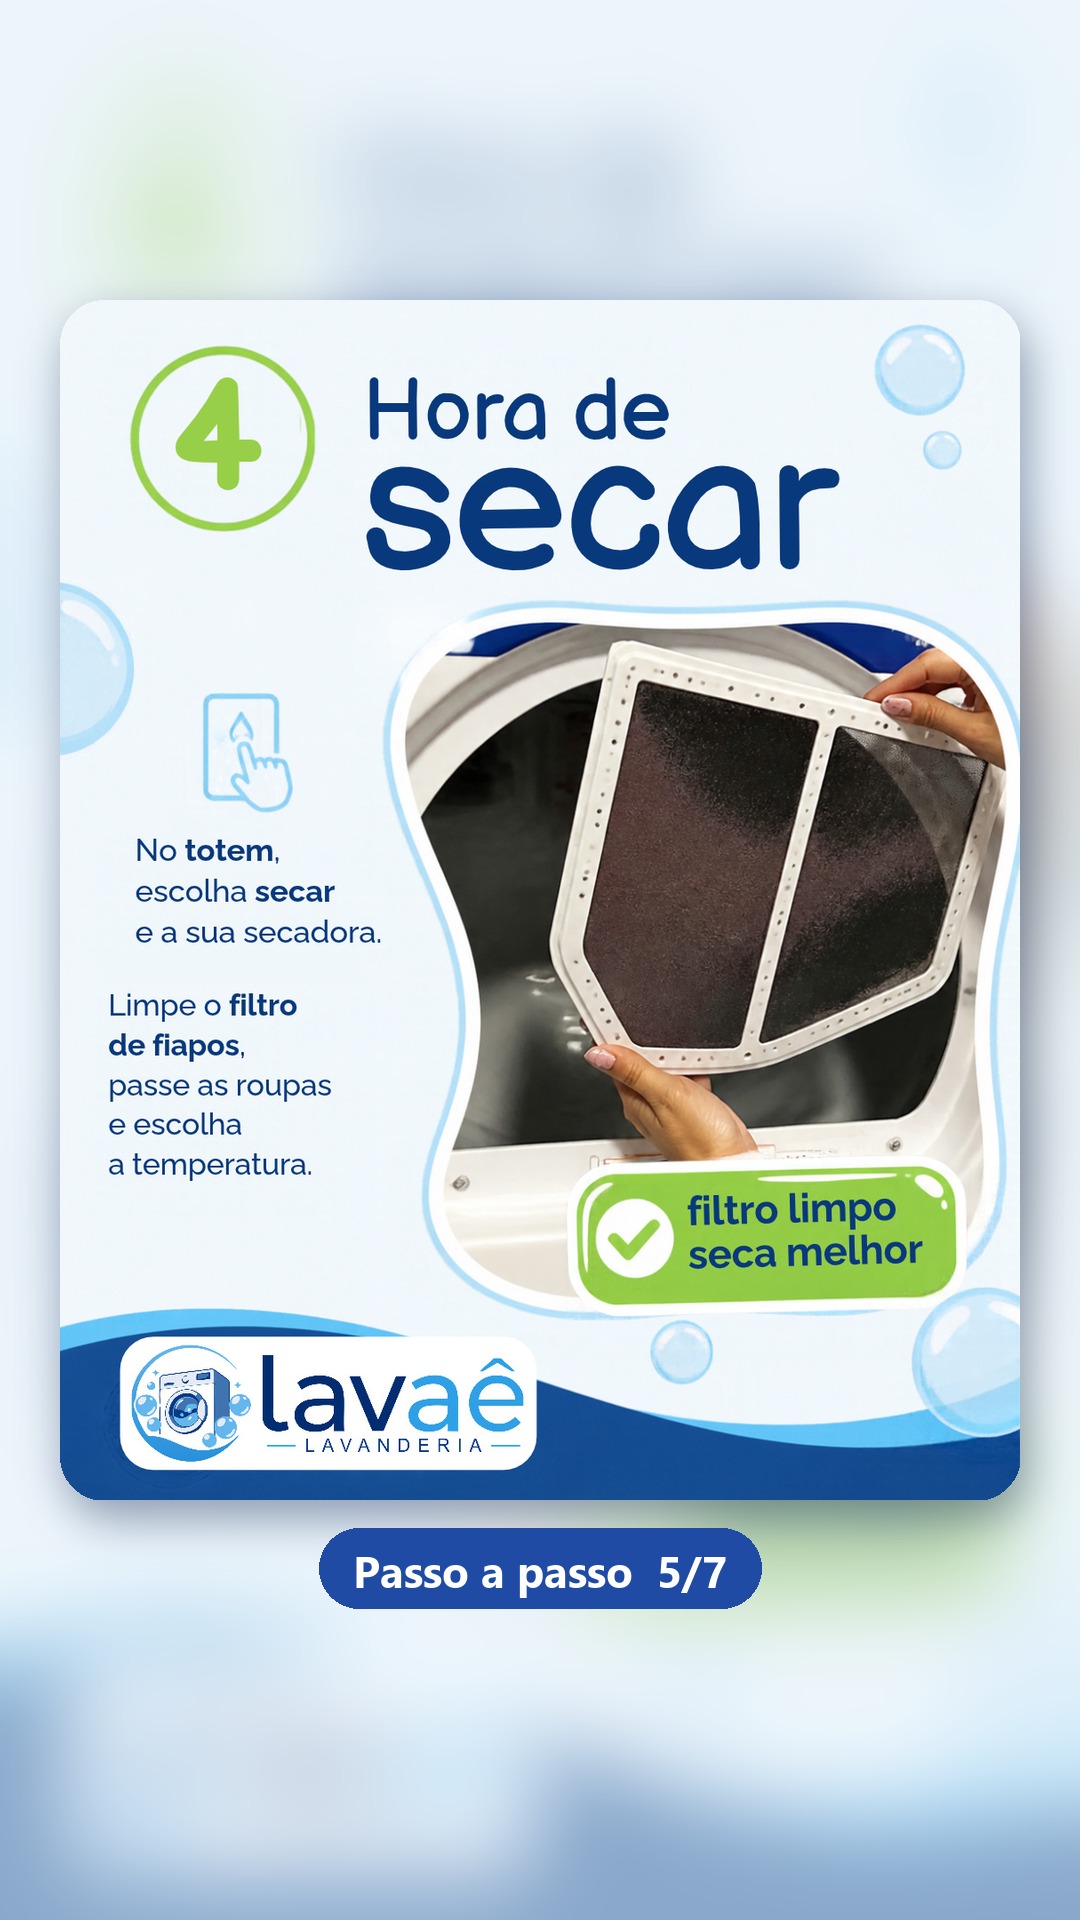 4
Hora de
secar
No totem,
escolha secar
e a sua secadora.
Limpe o filtro
de fiapos,
passe as roupas
e escolha
a temperatura.
filtro limpo
seca melhor
lavaê
LAVANDERIA
Passo a passo 5/7